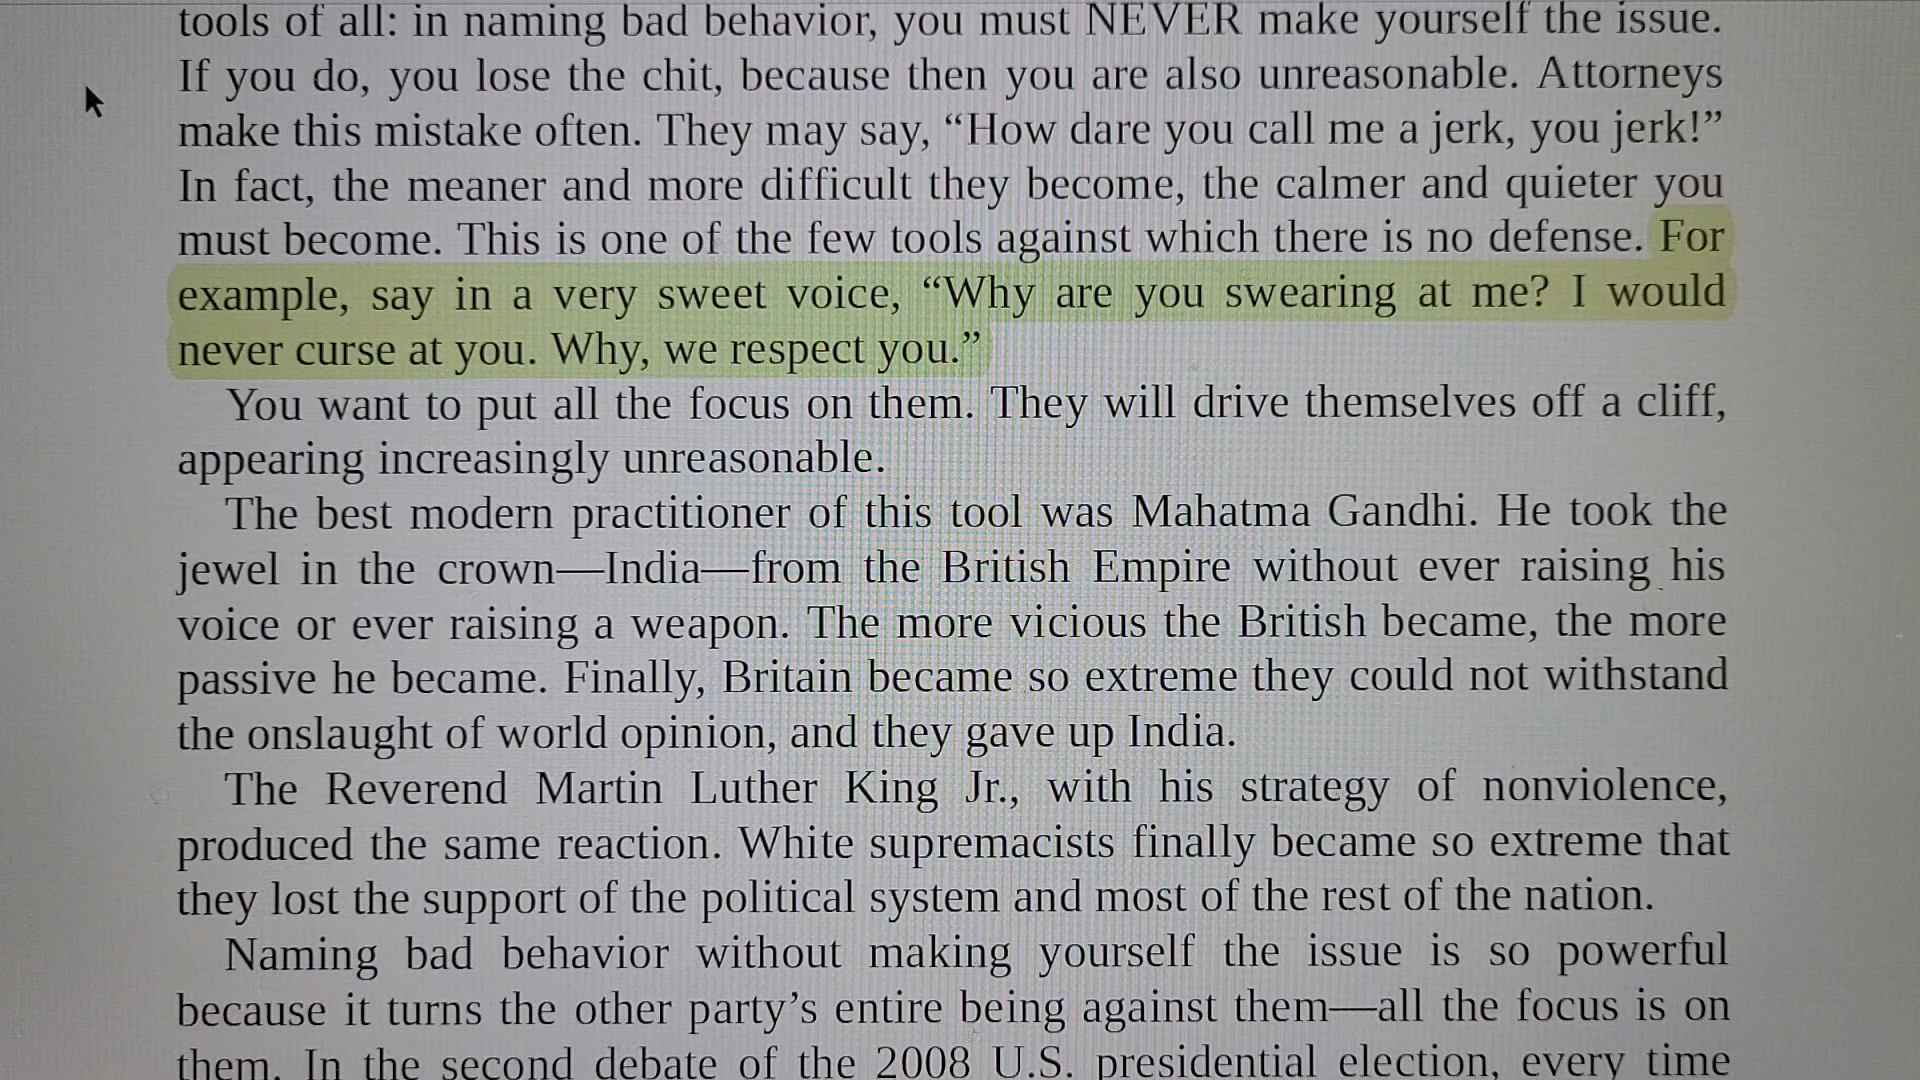 tools of all: in naming bad behavior, you must NEVER make yourself the issue.
If you do, you lose the chit, because then you are also unreasonable. Attorneys
make this mistake often. They may say, “How dare you call me a jerk, you jerk!”
In fact, the meaner and more difficult they become, the calmer and quieter you
must become. This is one of the few tools against which there is no defense. For
example, say in a very sweet voice, “Why are you swearing at me? I would
never curse at you. Why, we respect you.”
You want to put all the focus on them. They will drive themselves off a cliff,
appearing increasingly unreasonable.
The best modern practitioner of this tool was Mahatma Gandhi. He took the
jewel in the crown—India—from the British Empire without ever raising his
voice or ever raising a weapon. The more vicious the British became, the more
passive he became. Finally, Britain became so extreme they could not withstand
the onslaught of world opinion, and they gave up India.
The Reverend Martin Luther King Jr., with his strategy of nonviolence,
produced the same reaction. White supremacists finally became so extreme that
they lost the support of the political system and most of the rest of the nation.
Naming bad behavior without making yourself the issue is so powerful
because it turns the other party’s entire being against them—all the focus is on
them. In the second debate of the 2008 U.S. presidential election, every time